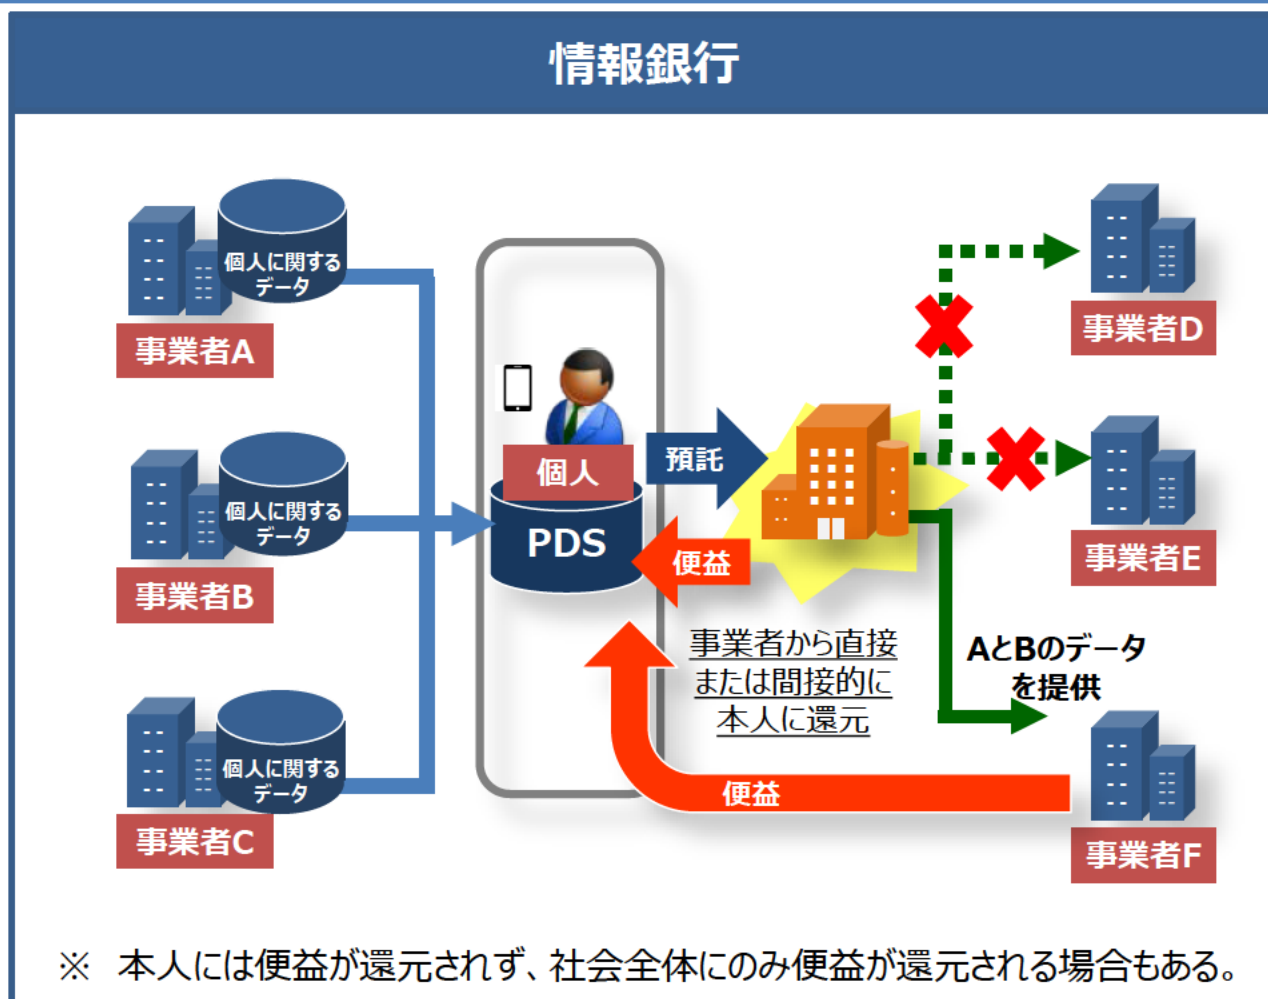 情報銀行
個人に関する
データ
事業者A
個人に関する
データ
事業者B
個人に関する
データ
事業者C
個人
PDS
預託
便益
事業者から直接
または間接的に
本人に還元
便益
事業者D
事業者E
AとBのデータ
を提供
事業者F
※ 本人には便益が還元されず、社会全体にのみ便益が還元される場合もある。